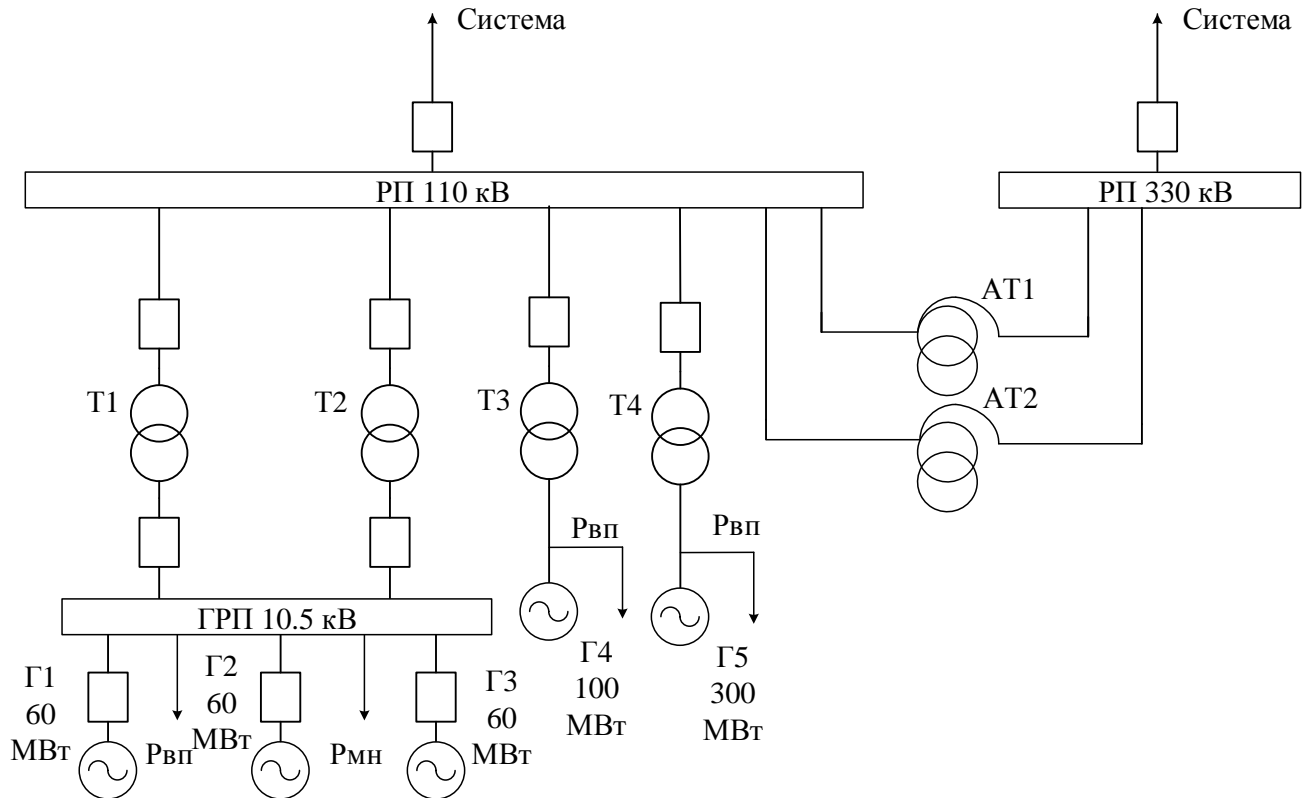 Система
Система
РП 110 кВ
РП 330 кВ
АТ1
Т1
Т2
Т3
Т4
АТ2
Рвп
Рвп
ГРП 10.5 кВ
Г1
60
МВт
Рвп
Г2
60
МВт
Рмн
Г3
60
МВт
Г4
100
МВт
Г5
300
МВт